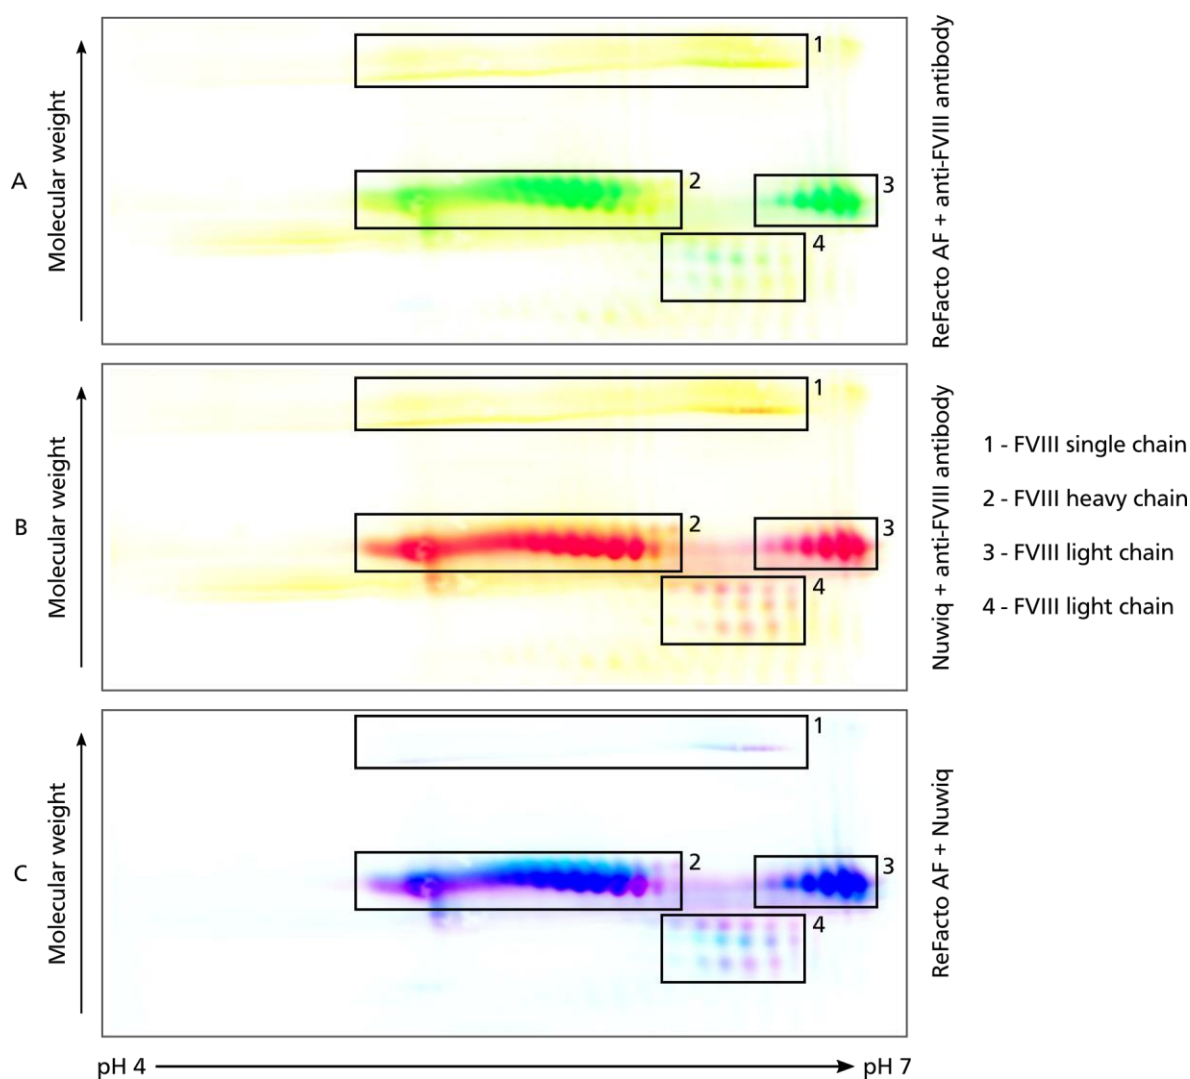 A
Molecular weight
1
2
3
4
ReFacto AF + anti-FVIII antibody
B
Molecular weight
1
2
3
4
Nuwiq + anti-FVIII antibody
1 - FVIII single chain
2 - FVIII heavy chain
3 - FVIII light chain
4 - FVIII light chain
C
Molecular weight
1
2
3
4
ReFacto AF + Nuwiq
pH 4
pH 7